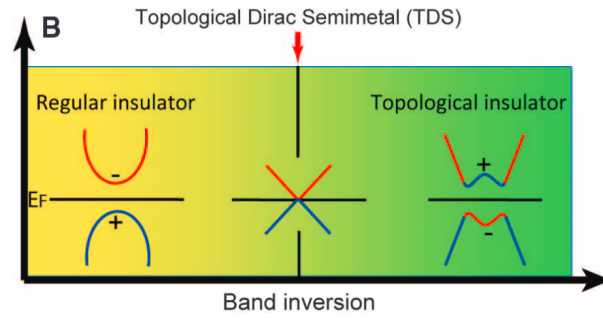 B
Topological Dirac Semimetal (TDS)
Regular insulator
Topological insulator
-
+
EF
+
-
Band inversion